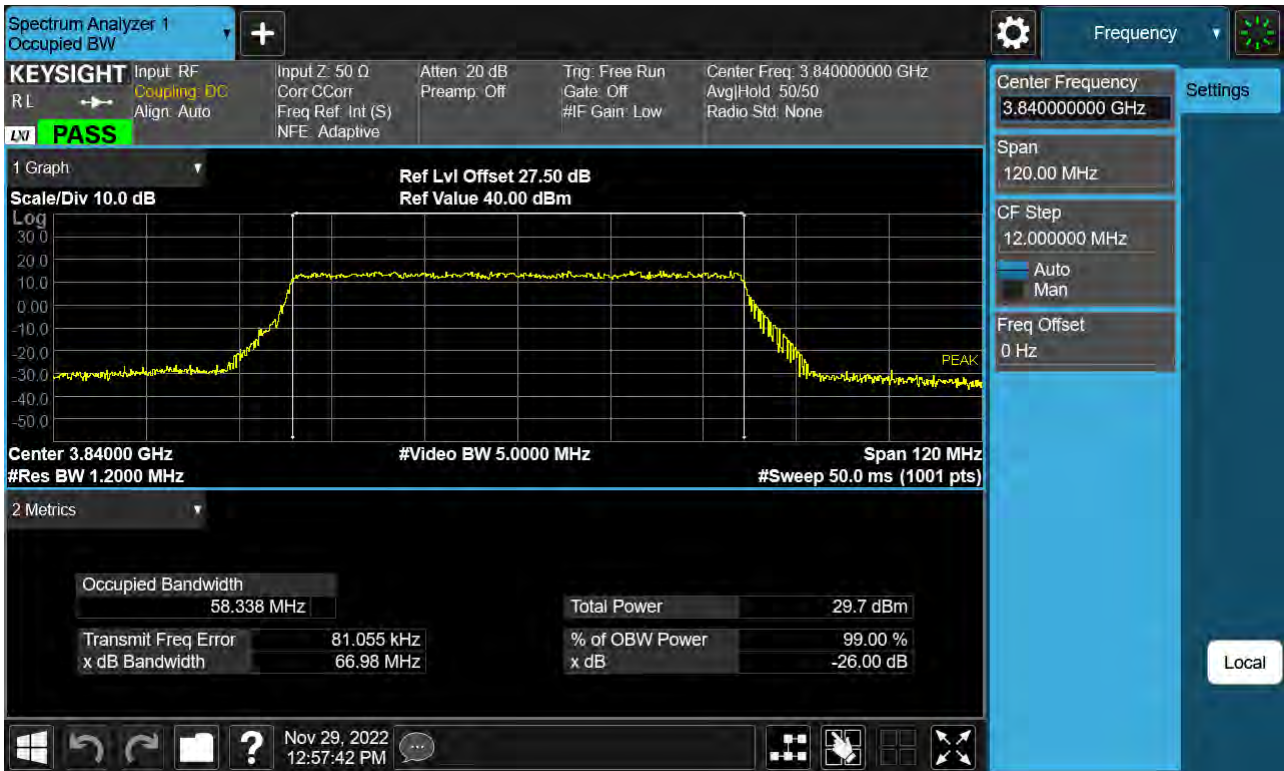 Spectrum Analyzer 1
Occupied BW
Frequency
KEYSIGHT
R L
LXI
PASS
Input: RF
Coupling: DC
Align: Auto
Input Z: 50 Ω
Corr CCorr
Freq Ref: Int (S)
NFE: Adaptive
Atten: 20 dB
Preamp: Off
Trig: Free Run
Gate: Off
#IF Gain: Low
Center Freq: 3.840000000 GHz
Avg|Hold: 50/50
Radio Std: None
Center Frequency
3.840000000 GHz
Settings
Span
120.00 MHz
CF Step
12.000000 MHz
Auto
Man
Freq Offset
0 Hz
Local
1 Graph
Scale/Div 10.0 dB
Ref Lvl Offset 27.50 dB
Ref Value 40.00 dBm
Log
30.0
20.0
10.0
0.00
-10.0
-20.0
-30.0
-40.0
-50.0
PEAK
Center 3.84000 GHz
#Video BW 5.0000 MHz
Span 120 MHz
#Res BW 1.2000 MHz
#Sweep 50.0 ms (1001 pts)
2 Metrics
Occupied Bandwidth
58.338 MHz
Total Power 29.7 dBm
Transmit Freq Error 81.055 kHz
% of OBW Power 99.00 %
x dB Bandwidth 66.98 MHz
x dB -26.00 dB
Nov 29, 2022
12:57:42 PM